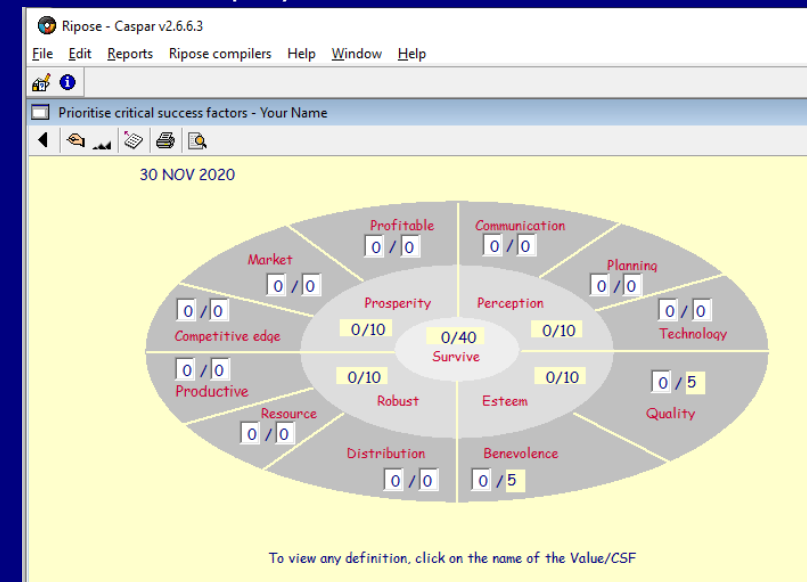 Ripose - Caspar v2.6.6.3
File Edit Reports Ripose compilers Help Window Help
Prioritise critical success factors - Your Name
30 NOV 2020
Profitable
0 / 0
Communication
0 / 0
Market
0 / 0
Planning
0 / 0
0 / 0
Competitive edge
Prosperity
0/10
Perception
0/10
0 / 0
Technology
0/40
Survive
0 / 0
Productive
0/10
Robust
0/10
Esteem
0 / 5
Quality
Resource
0 / 0
Distribution
0 / 0
Benevolence
0 / 5
To view any definition, click on the name of the Value/CSF